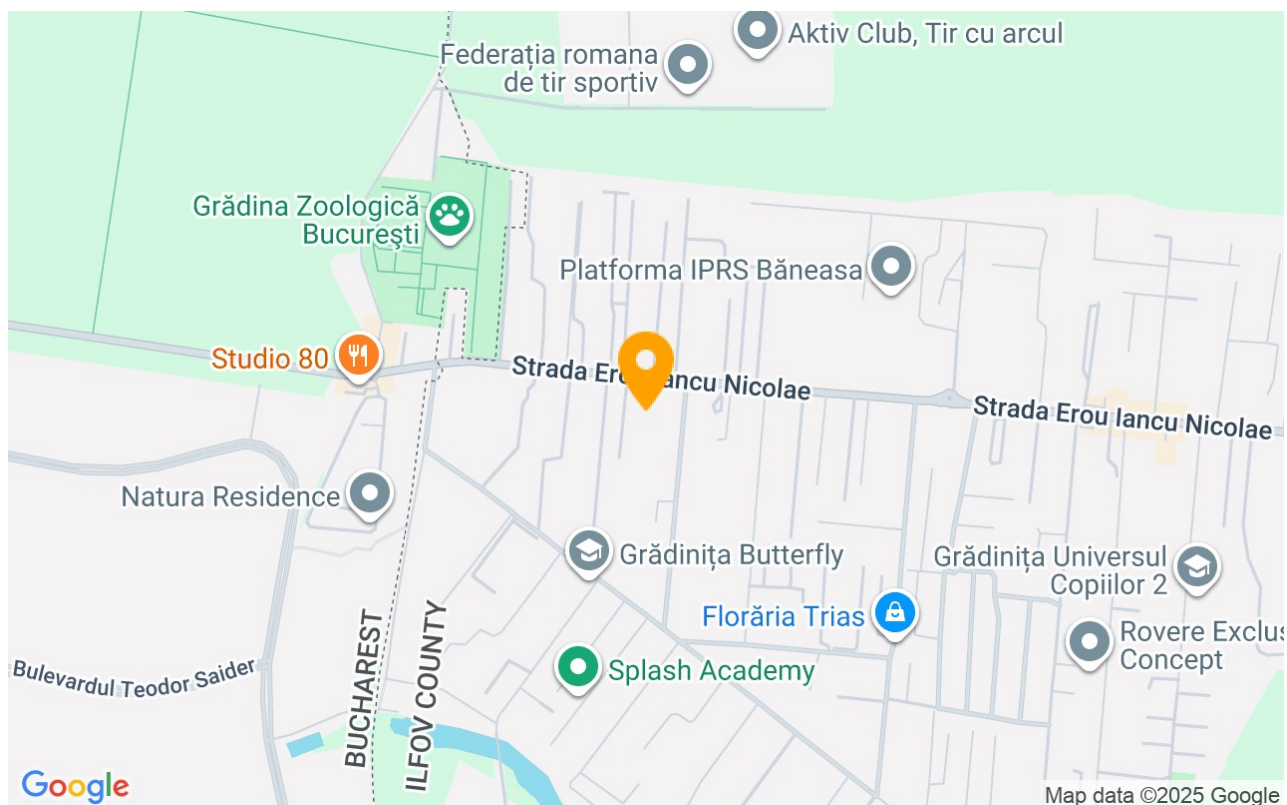 Aktiv Club, Tir cu arcul
Federația romana
de tir sportiv
Grădina Zoologică
București
Platforma IPRS Băneasa
Studio 80
Strada Erou Iancu Nicolae
Strada Erou Iancu Nicolae
Natura Residence
Grădinița Butterfly
Grădinița Universul
Copiilor 2
Florăria Trias
Rovere Exclus
Concept
Splash Academy
Bulevardul Teodor Saider
BUCHAREST
ILFOV COUNTY
Google
Map data ©2025 Google